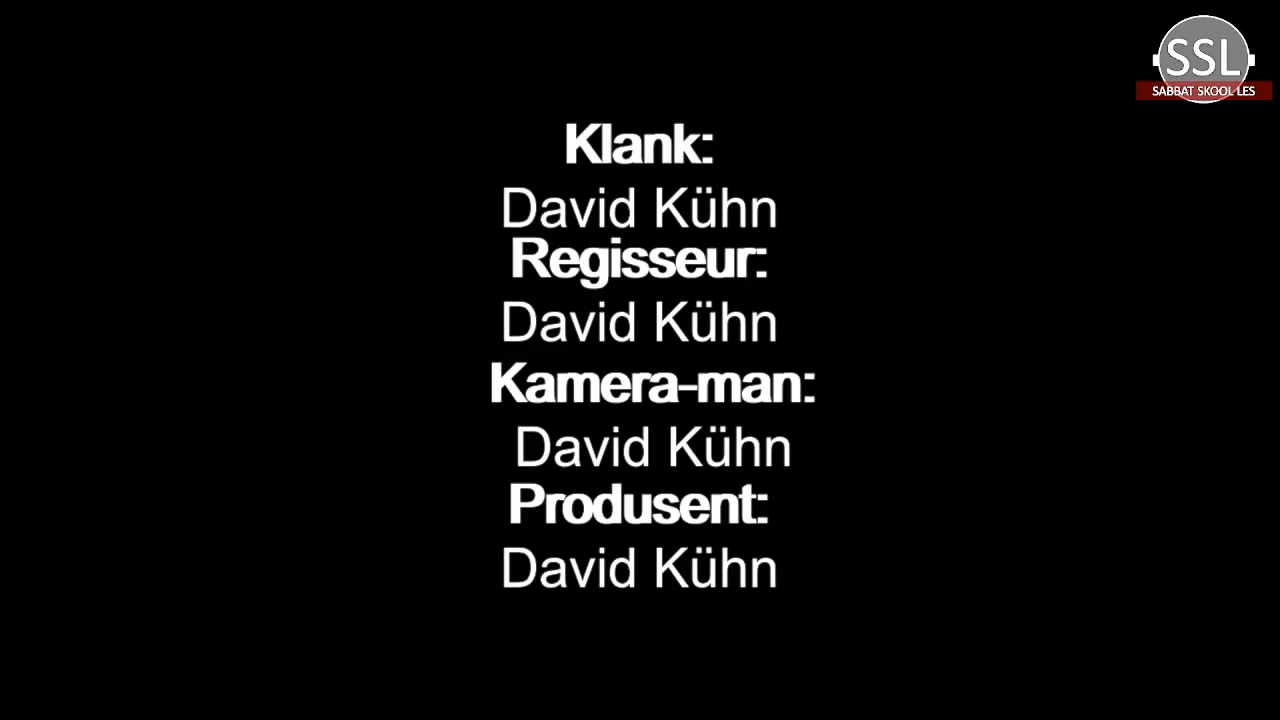 SSL
SABBAT SKOOL LES
Klank:
David Kühn
Regisseur:
David Kühn
Kamera-man:
David Kühn
Produsent:
David Kühn